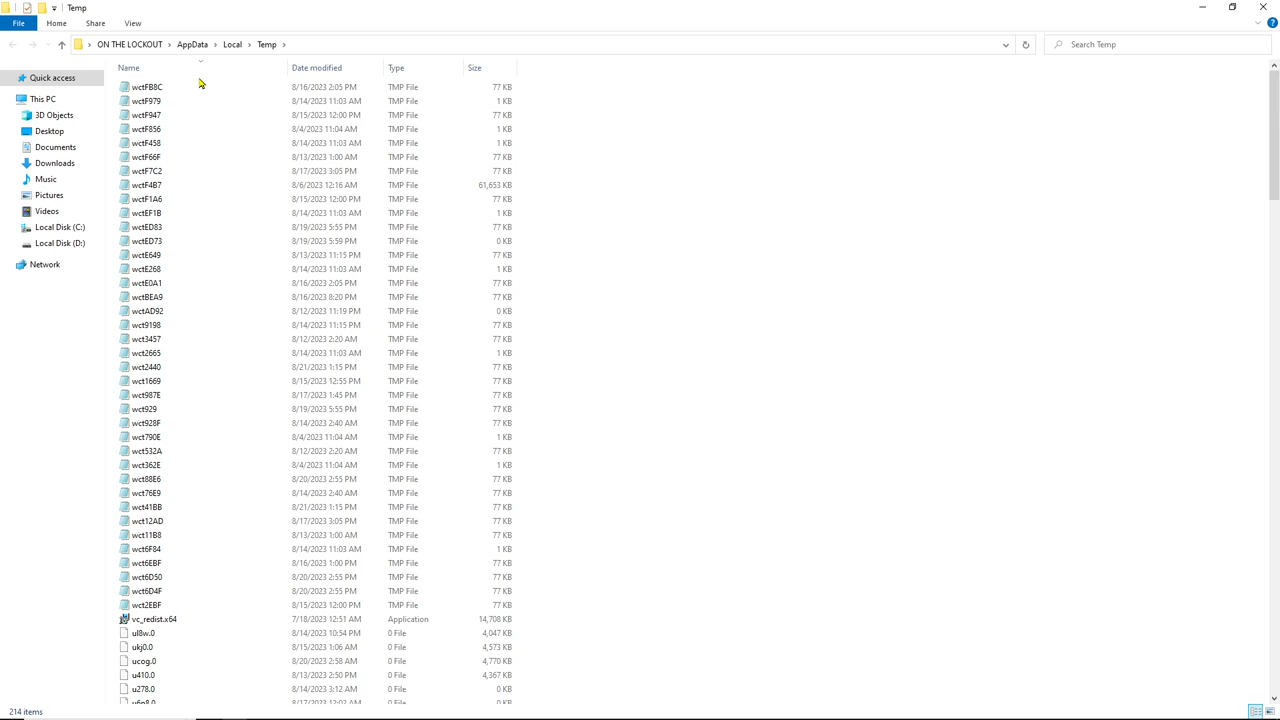 Temp
File Home Share View
ON THE LOCKOUT AppData Local Temp Search Temp
Name Date modified Type Size
Quick access
This PC
3D Objects
Desktop
Documents
Downloads
Music
Pictures
Videos
Local Disk (C:)
Local Disk (D:)
Network
wctFB8C 8/16/2023 2:05 PM TMP File 77 KB
wctF979 8/14/2023 11:03 AM TMP File 1 KB
wctF947 8/15/2023 12:00 PM TMP File 77 KB
wctF856 8/4/2023 11:04 AM TMP File 1 KB
wctF458 8/14/2023 11:03 AM TMP File 1 KB
wctF66F 8/13/2023 1:00 AM TMP File 77 KB
wctF7C2 8/17/2023 3:05 PM TMP File 77 KB
wctF4B7 8/6/2023 12:16 AM TMP File 61,653 KB
wctF1A6 8/15/2023 12:00 PM TMP File 77 KB
wctEF1B 8/14/2023 11:03 AM TMP File 1 KB
wctED83 8/19/2023 5:55 PM TMP File 77 KB
wctED73 8/19/2023 5:59 PM TMP File 0 KB
wctE649 8/13/2023 11:15 PM TMP File 77 KB
wctE268 8/14/2023 11:03 AM TMP File 1 KB
wctE0A1 8/16/2023 2:05 PM TMP File 77 KB
wctBEA9 8/16/2023 8:20 PM TMP File 77 KB
wctAD92 8/12/2023 11:19 PM TMP File 0 KB
wct9198 8/14/2023 11:15 PM TMP File 77 KB
wct3457 8/12/2023 2:20 AM TMP File 77 KB
wct2665 8/14/2023 11:03 AM TMP File 1 KB
wct2440 8/21/2023 1:15 PM TMP File 77 KB
wct1669 8/15/2023 12:55 PM TMP File 77 KB
wct987E 8/17/2023 1:45 PM TMP File 77 KB
wct929 8/19/2023 5:55 PM TMP File 77 KB
wct928F 8/14/2023 2:40 AM TMP File 77 KB
wct790E 8/4/2023 11:04 AM TMP File 1 KB
wct532A 8/12/2023 2:20 AM TMP File 77 KB
wct362E 8/4/2023 11:04 AM TMP File 1 KB
wct88E6 8/20/2023 2:55 PM TMP File 77 KB
wct76E9 8/14/2023 2:40 AM TMP File 77 KB
wct41BB 8/21/2023 1:15 PM TMP File 77 KB
wct12AD 8/17/2023 3:05 PM TMP File 77 KB
wct11B8 8/13/2023 1:00 AM TMP File 77 KB
wct6F84 8/14/2023 11:03 AM TMP File 1 KB
wct6EBF 8/16/2023 1:00 PM TMP File 77 KB
wct6D50 8/20/2023 2:55 PM TMP File 77 KB
wct6D4F 8/20/2023 2:55 PM TMP File 77 KB
wct2EBF 8/15/2023 12:00 PM TMP File 77 KB
vc_redist.x64 7/18/2023 12:51 AM Application 14,708 KB
ul8w.0 8/14/2023 10:54 PM 0 File 4,047 KB
ukj0.0 8/15/2023 1:06 AM 0 File 4,573 KB
ucog.0 8/20/2023 2:58 AM 0 File 4,770 KB
u410.0 8/13/2023 2:50 PM 0 File 4,367 KB
u278.0 8/14/2023 3:12 AM 0 File 0 KB
8/17/2023 12:02 AM 0 File 0 KB
214 items